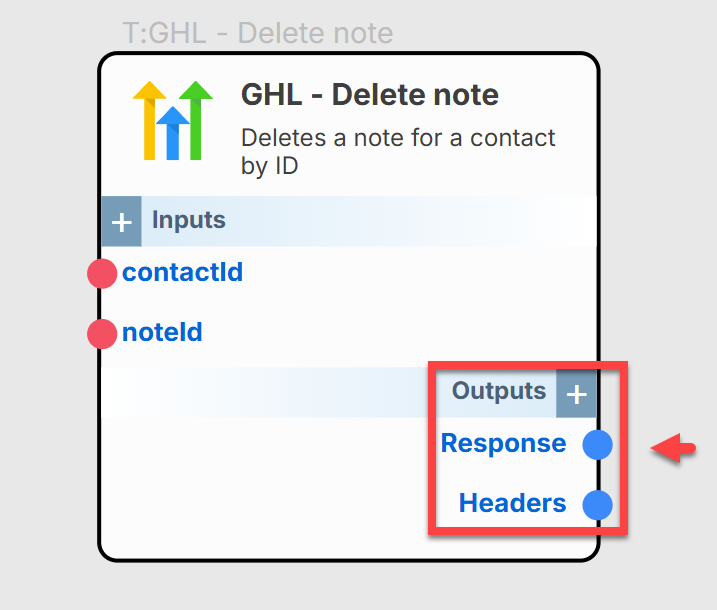 T:GHL - Delete note
GHL - Delete note
Deletes a note for a contact
by ID
+ Inputs
contactId
noteId
Outputs +
Response
Headers